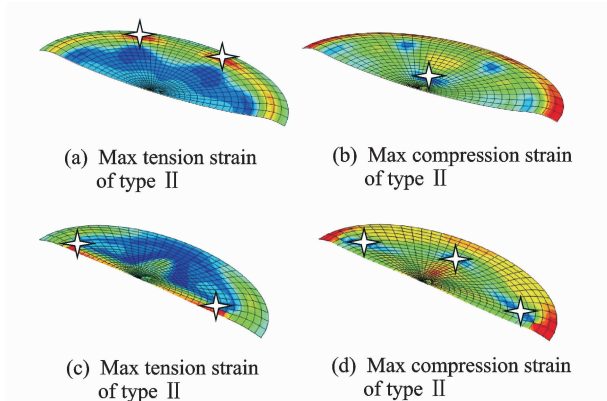 (a) Max tension strain
of type Ⅱ
(b) Max compression strain
of type Ⅱ
(c) Max tension strain
of type Ⅱ
(d) Max compression strain
of type Ⅱ